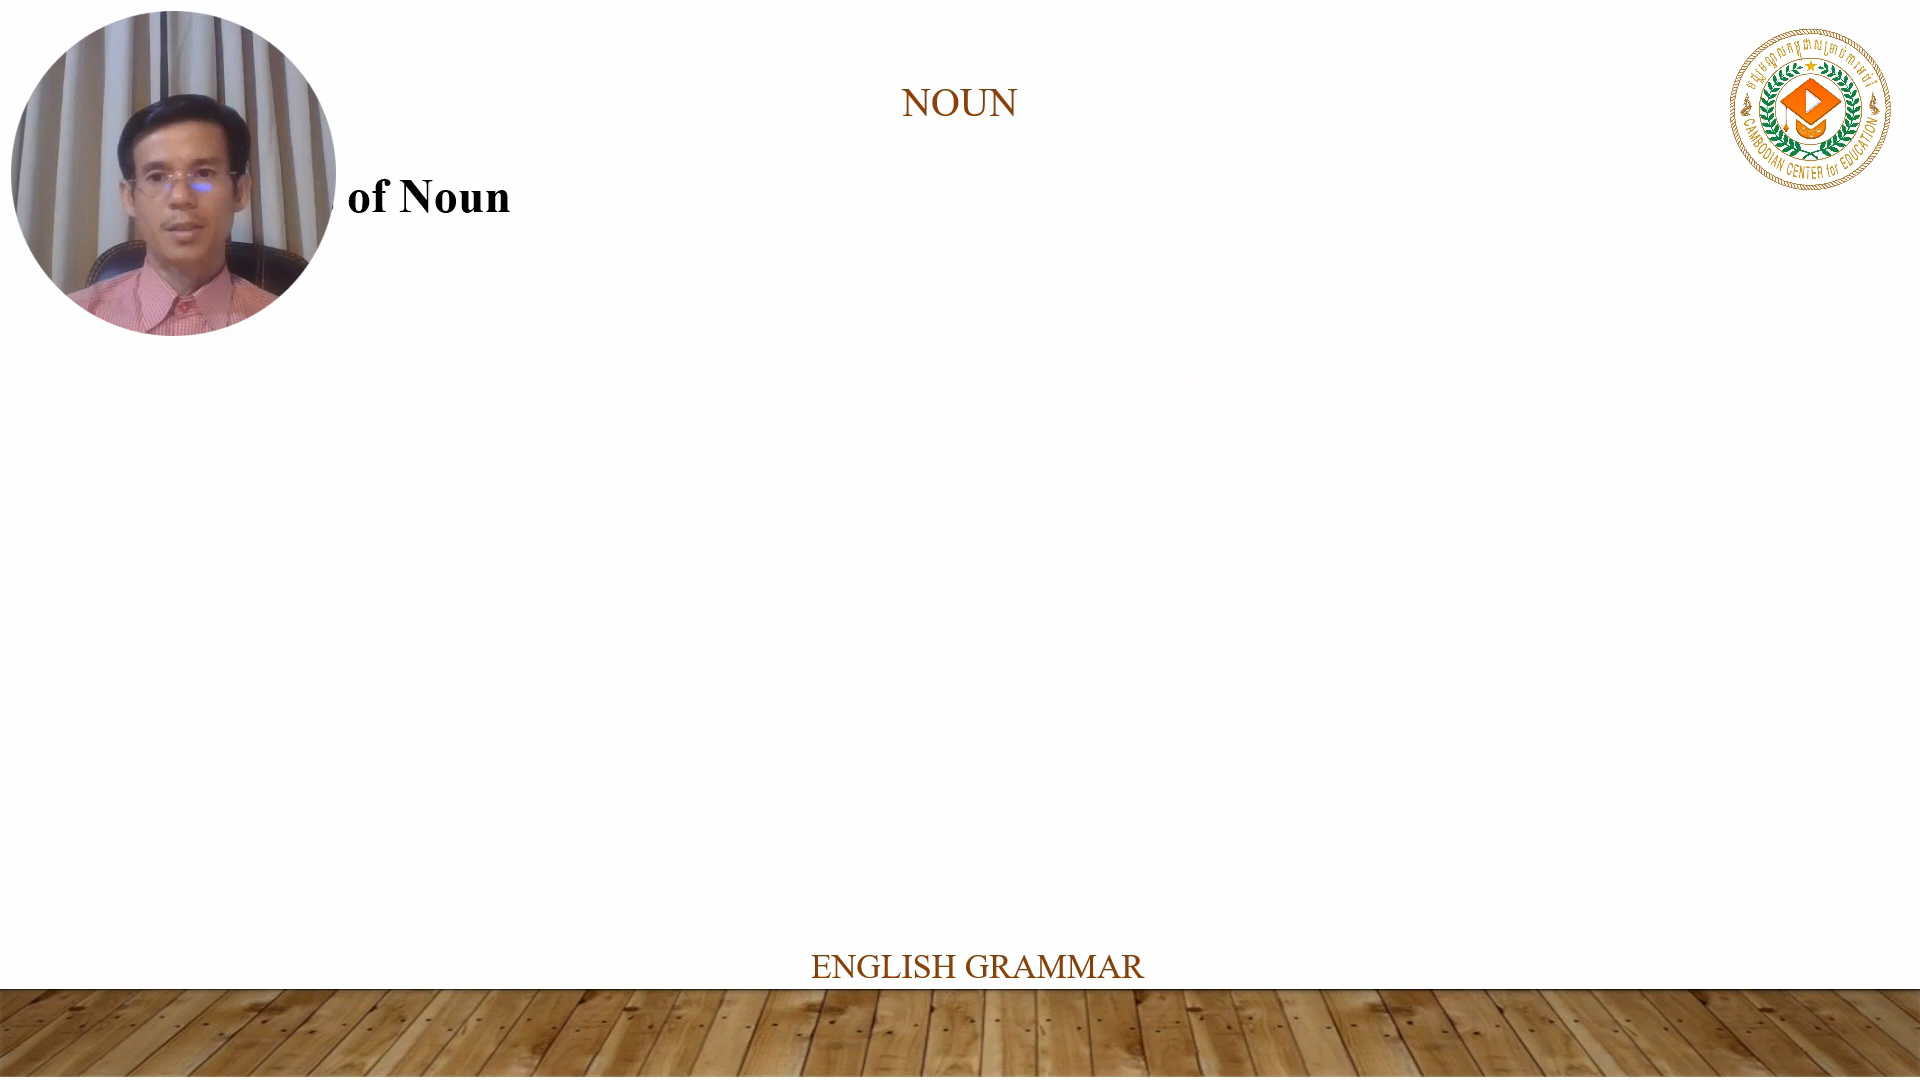 NOUN
of Noun
CAMBODIAN CENTER for EDUCATION
ENGLISH GRAMMAR